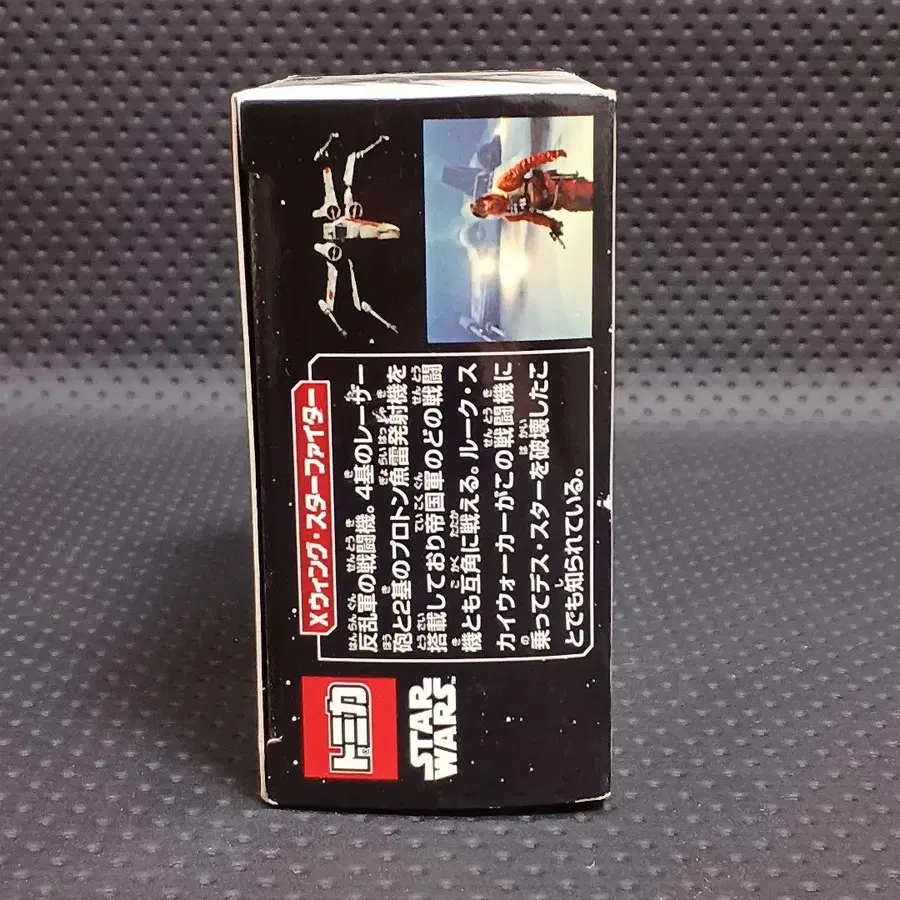 トミカ
STAR
WARS
Xウィング・スターファイター
反乱軍の戦闘機。4基のレーザー
砲と2基のプロトン魚雷発射機を
搭載しており帝国軍のどの戦闘
機とも互角に戦える。ルーク・ス
カイウォーカーがこの戦闘機に
乗ってデス・スターを破壊したこ
とでも知られている。